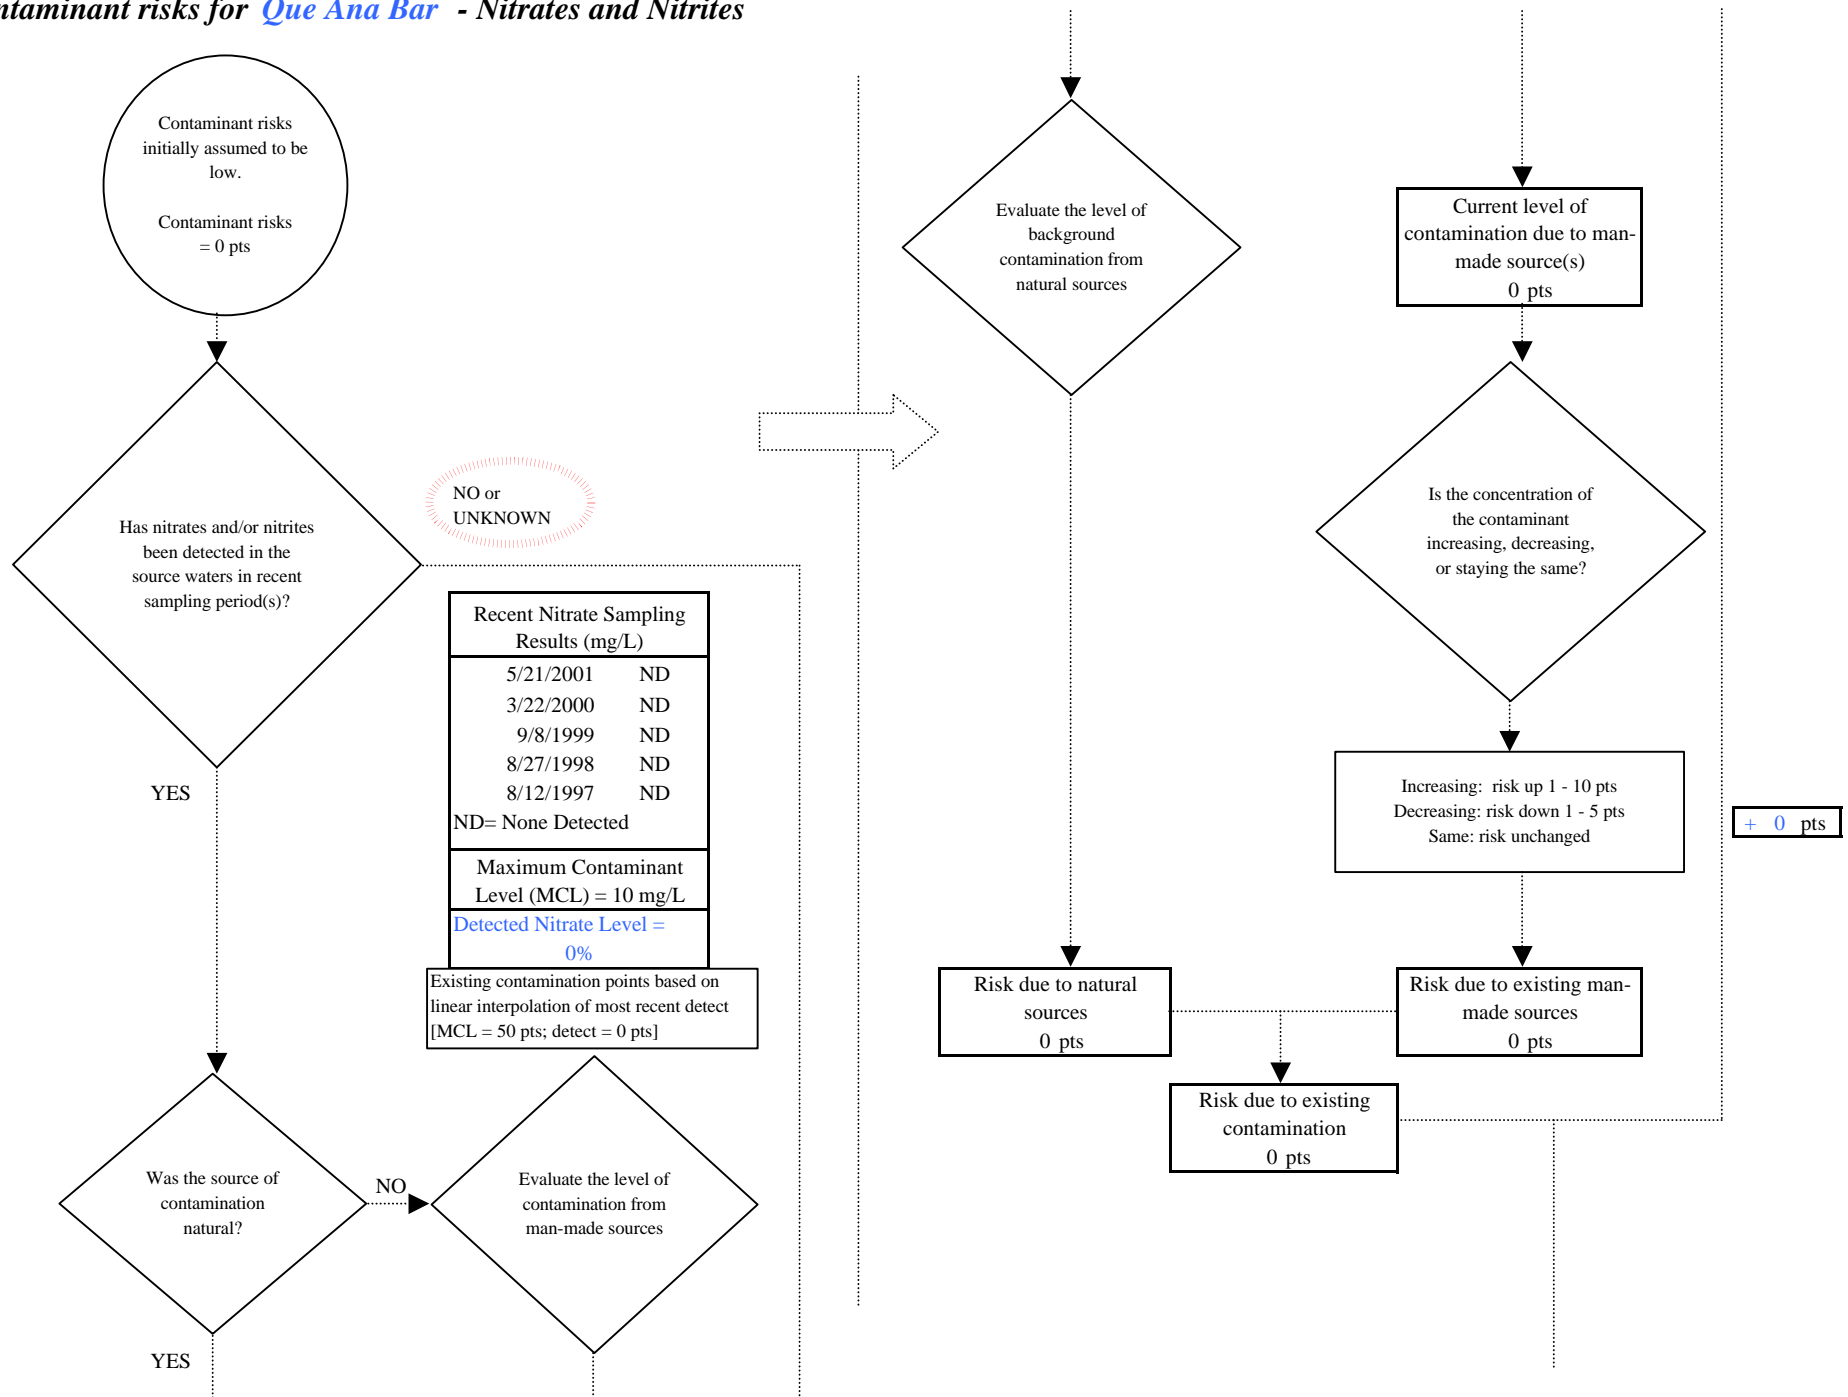 ntaminant risks for Que Ana Bar - Nitrates and Nitrites
Contaminant risks
initially assumed to be
low.
Contaminant risks
= 0 pts
Has nitrates and/or nitrites
been detected in the
source waters in recent
sampling period(s)?
NO or
UNKNOWN
YES
Recent Nitrate Sampling
Results (mg/L)
5/21/2001 ND
3/22/2000 ND
9/8/1999 ND
8/27/1998 ND
8/12/1997 ND
ND= None Detected
Maximum Contaminant
Level (MCL) = 10 mg/L
Detected Nitrate Level =
0%
Existing contamination points based on
linear interpolation of most recent detect
[MCL = 50 pts; detect = 0 pts]
Was the source of
contamination
natural?
NO
YES
Evaluate the level of
contamination from
man-made sources
Evaluate the level of
background
contamination from
natural sources
Current level of
contamination due to man-
made source(s)
0 pts
Is the concentration of
the contaminant
increasing, decreasing,
or staying the same?
Increasing: risk up 1 - 10 pts
Decreasing: risk down 1 - 5 pts
Same: risk unchanged
+ 0 pts
Risk due to natural
sources
0 pts
Risk due to existing man-
made sources
0 pts
Risk due to existing
contamination
0 pts